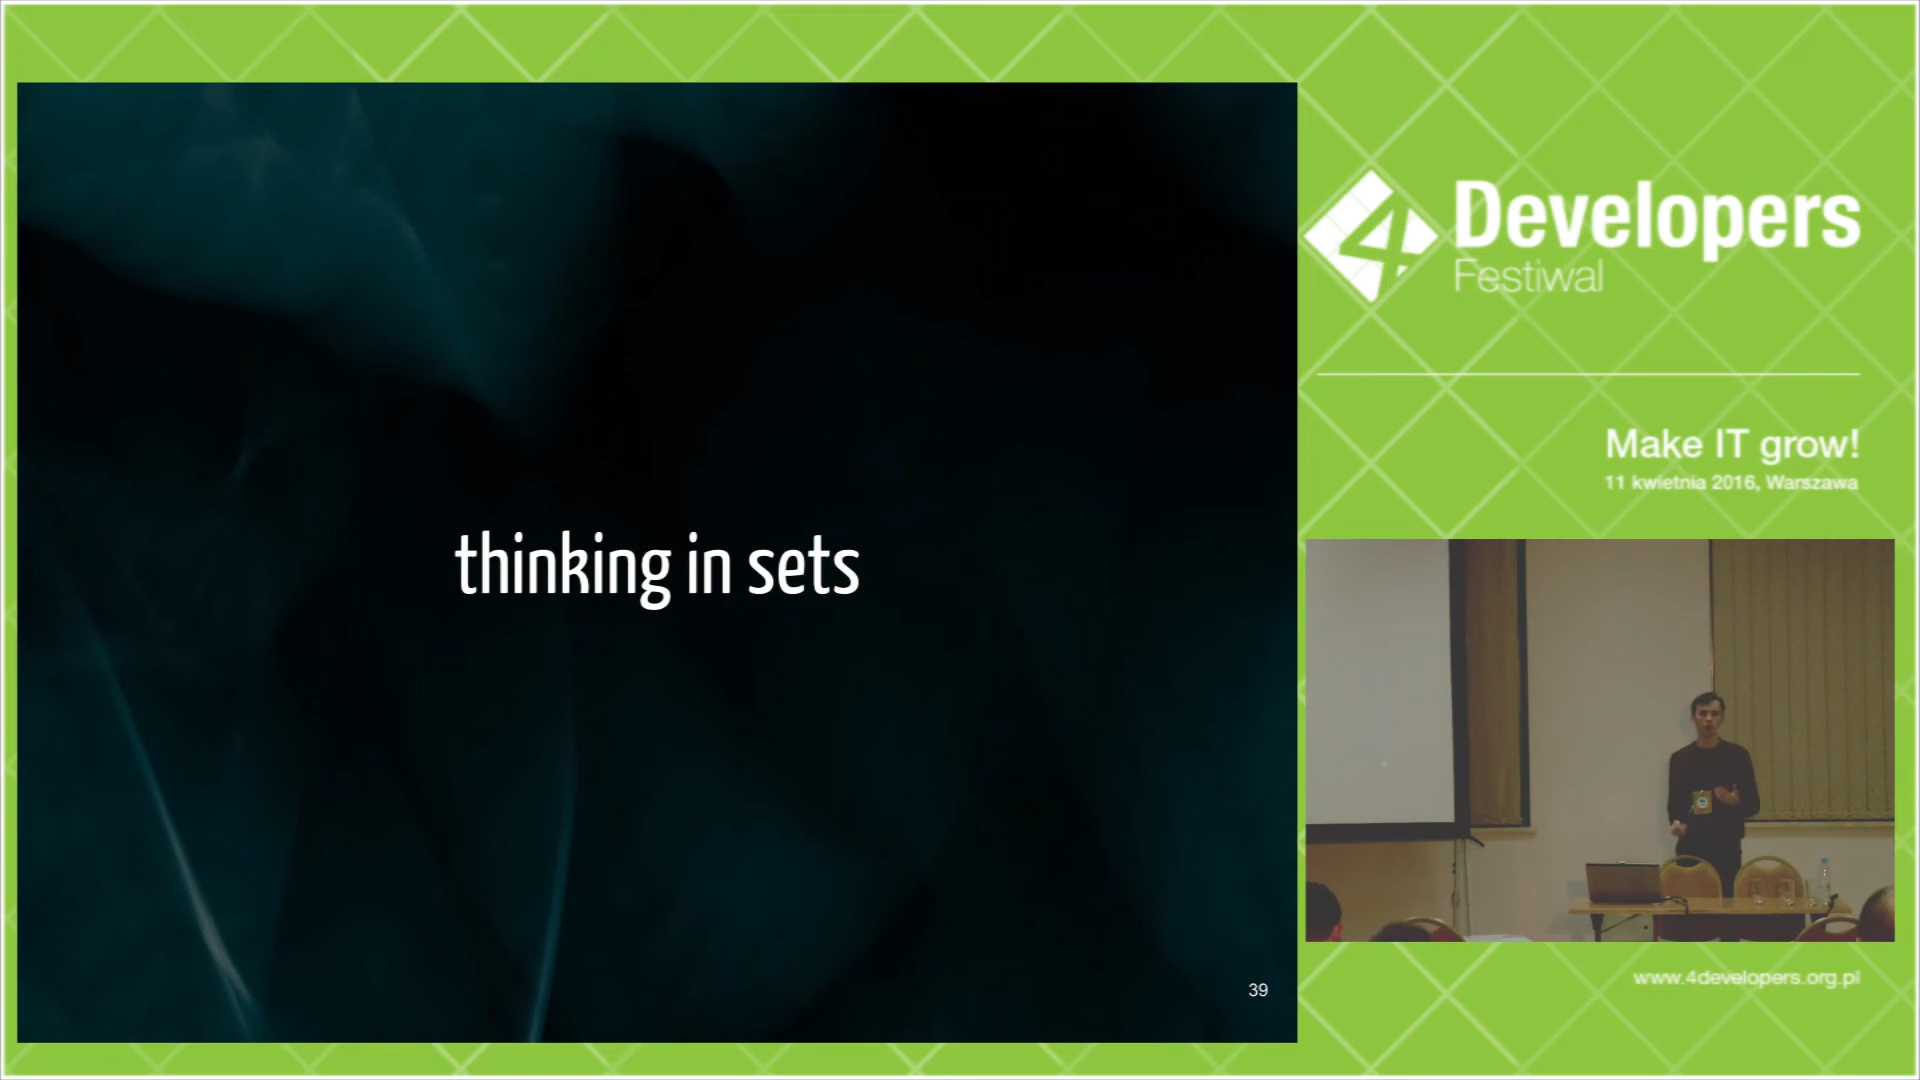 thinking in sets
39
4 Developers
Festiwal
Make IT grow!
11 kwietnia 2016, Warszawa
www.4developers.org.pl